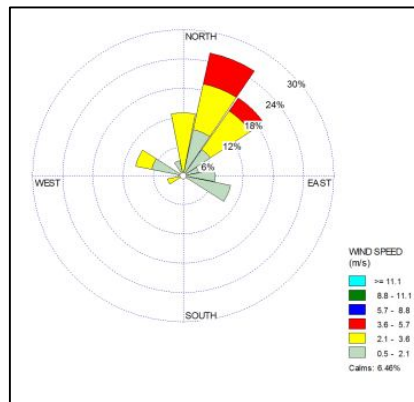 NORTH
30%
24%
18%
12%
6%
WEST
EAST
SOUTH
WIND SPEED
(m/s)
>= 11.1
8.8 - 11.1
5.7 - 8.8
3.6 - 5.7
2.1 - 3.6
0.5 - 2.1
Calms: 6.46%